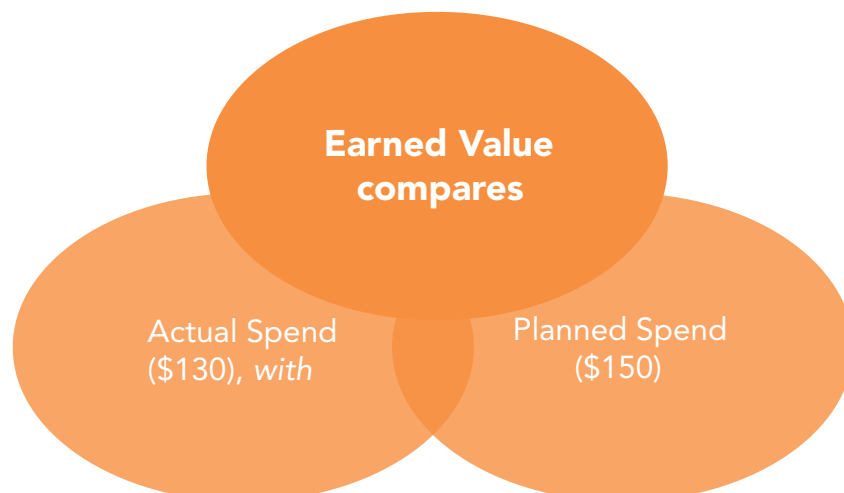 Earned Value
compares
Actual Spend
($130), with
Planned Spend
($150)